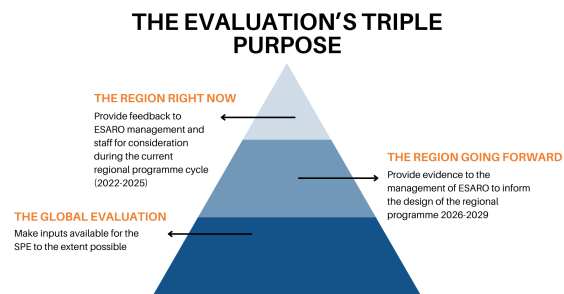 THE EVALUATION’S TRIPLE
PURPOSE
THE REGION RIGHT NOW
Provide feedback to
ESARO management and
staff for consideration
during the current
regional programme cycle
(2022-2025)
THE REGION GOING FORWARD
Provide evidence to the
management of ESARO to inform
the design of the regional
programme 2026-2029
THE GLOBAL EVALUATION
Make inputs available for the
SPE to the extent possible